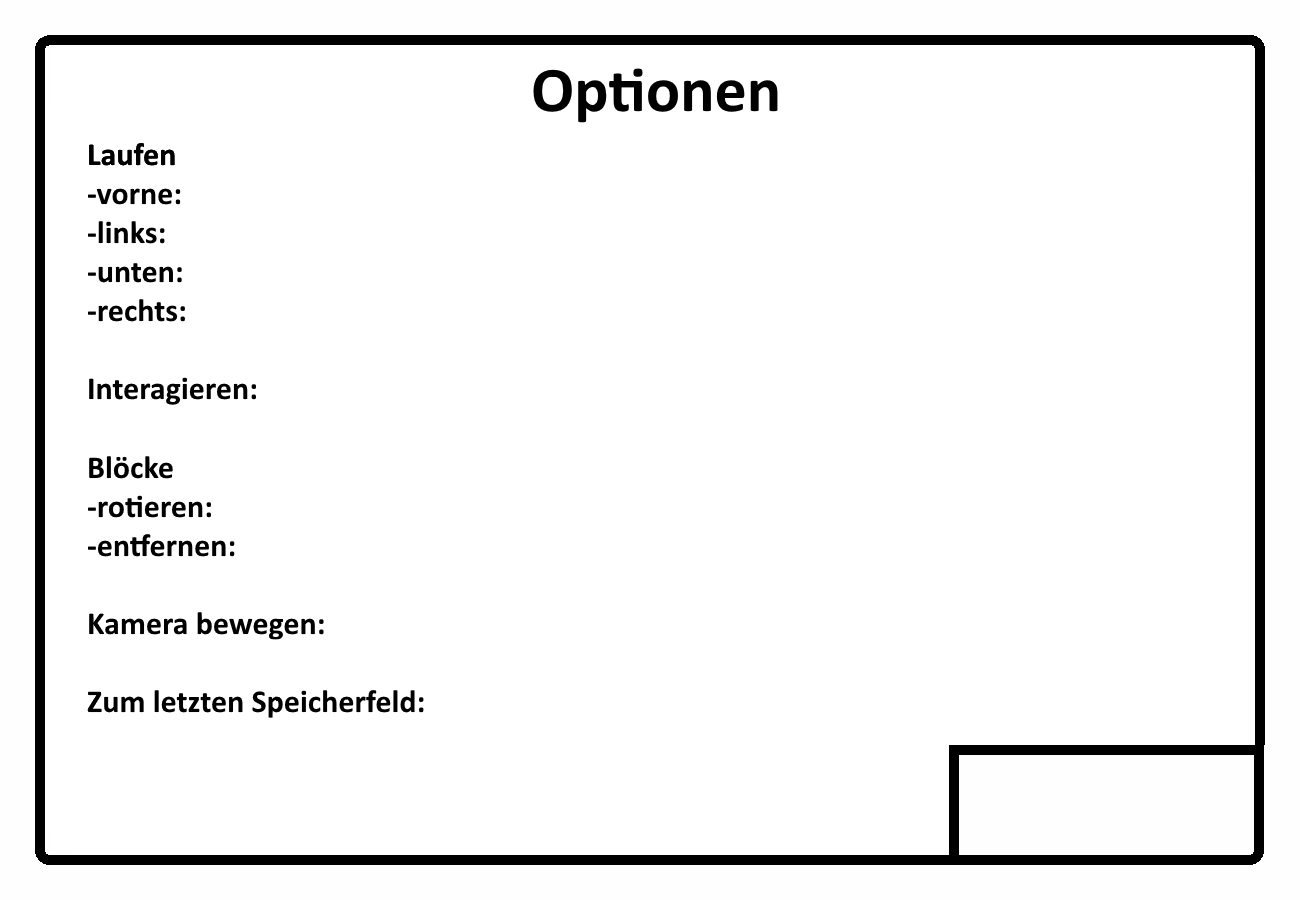 Optionen
Laufen
-vorne:
-links:
-unten:
-rechts:
Interagieren:
Blöcke
-rotieren:
-entfernen:
Kamera bewegen:
Zum letzten Speicherfeld: